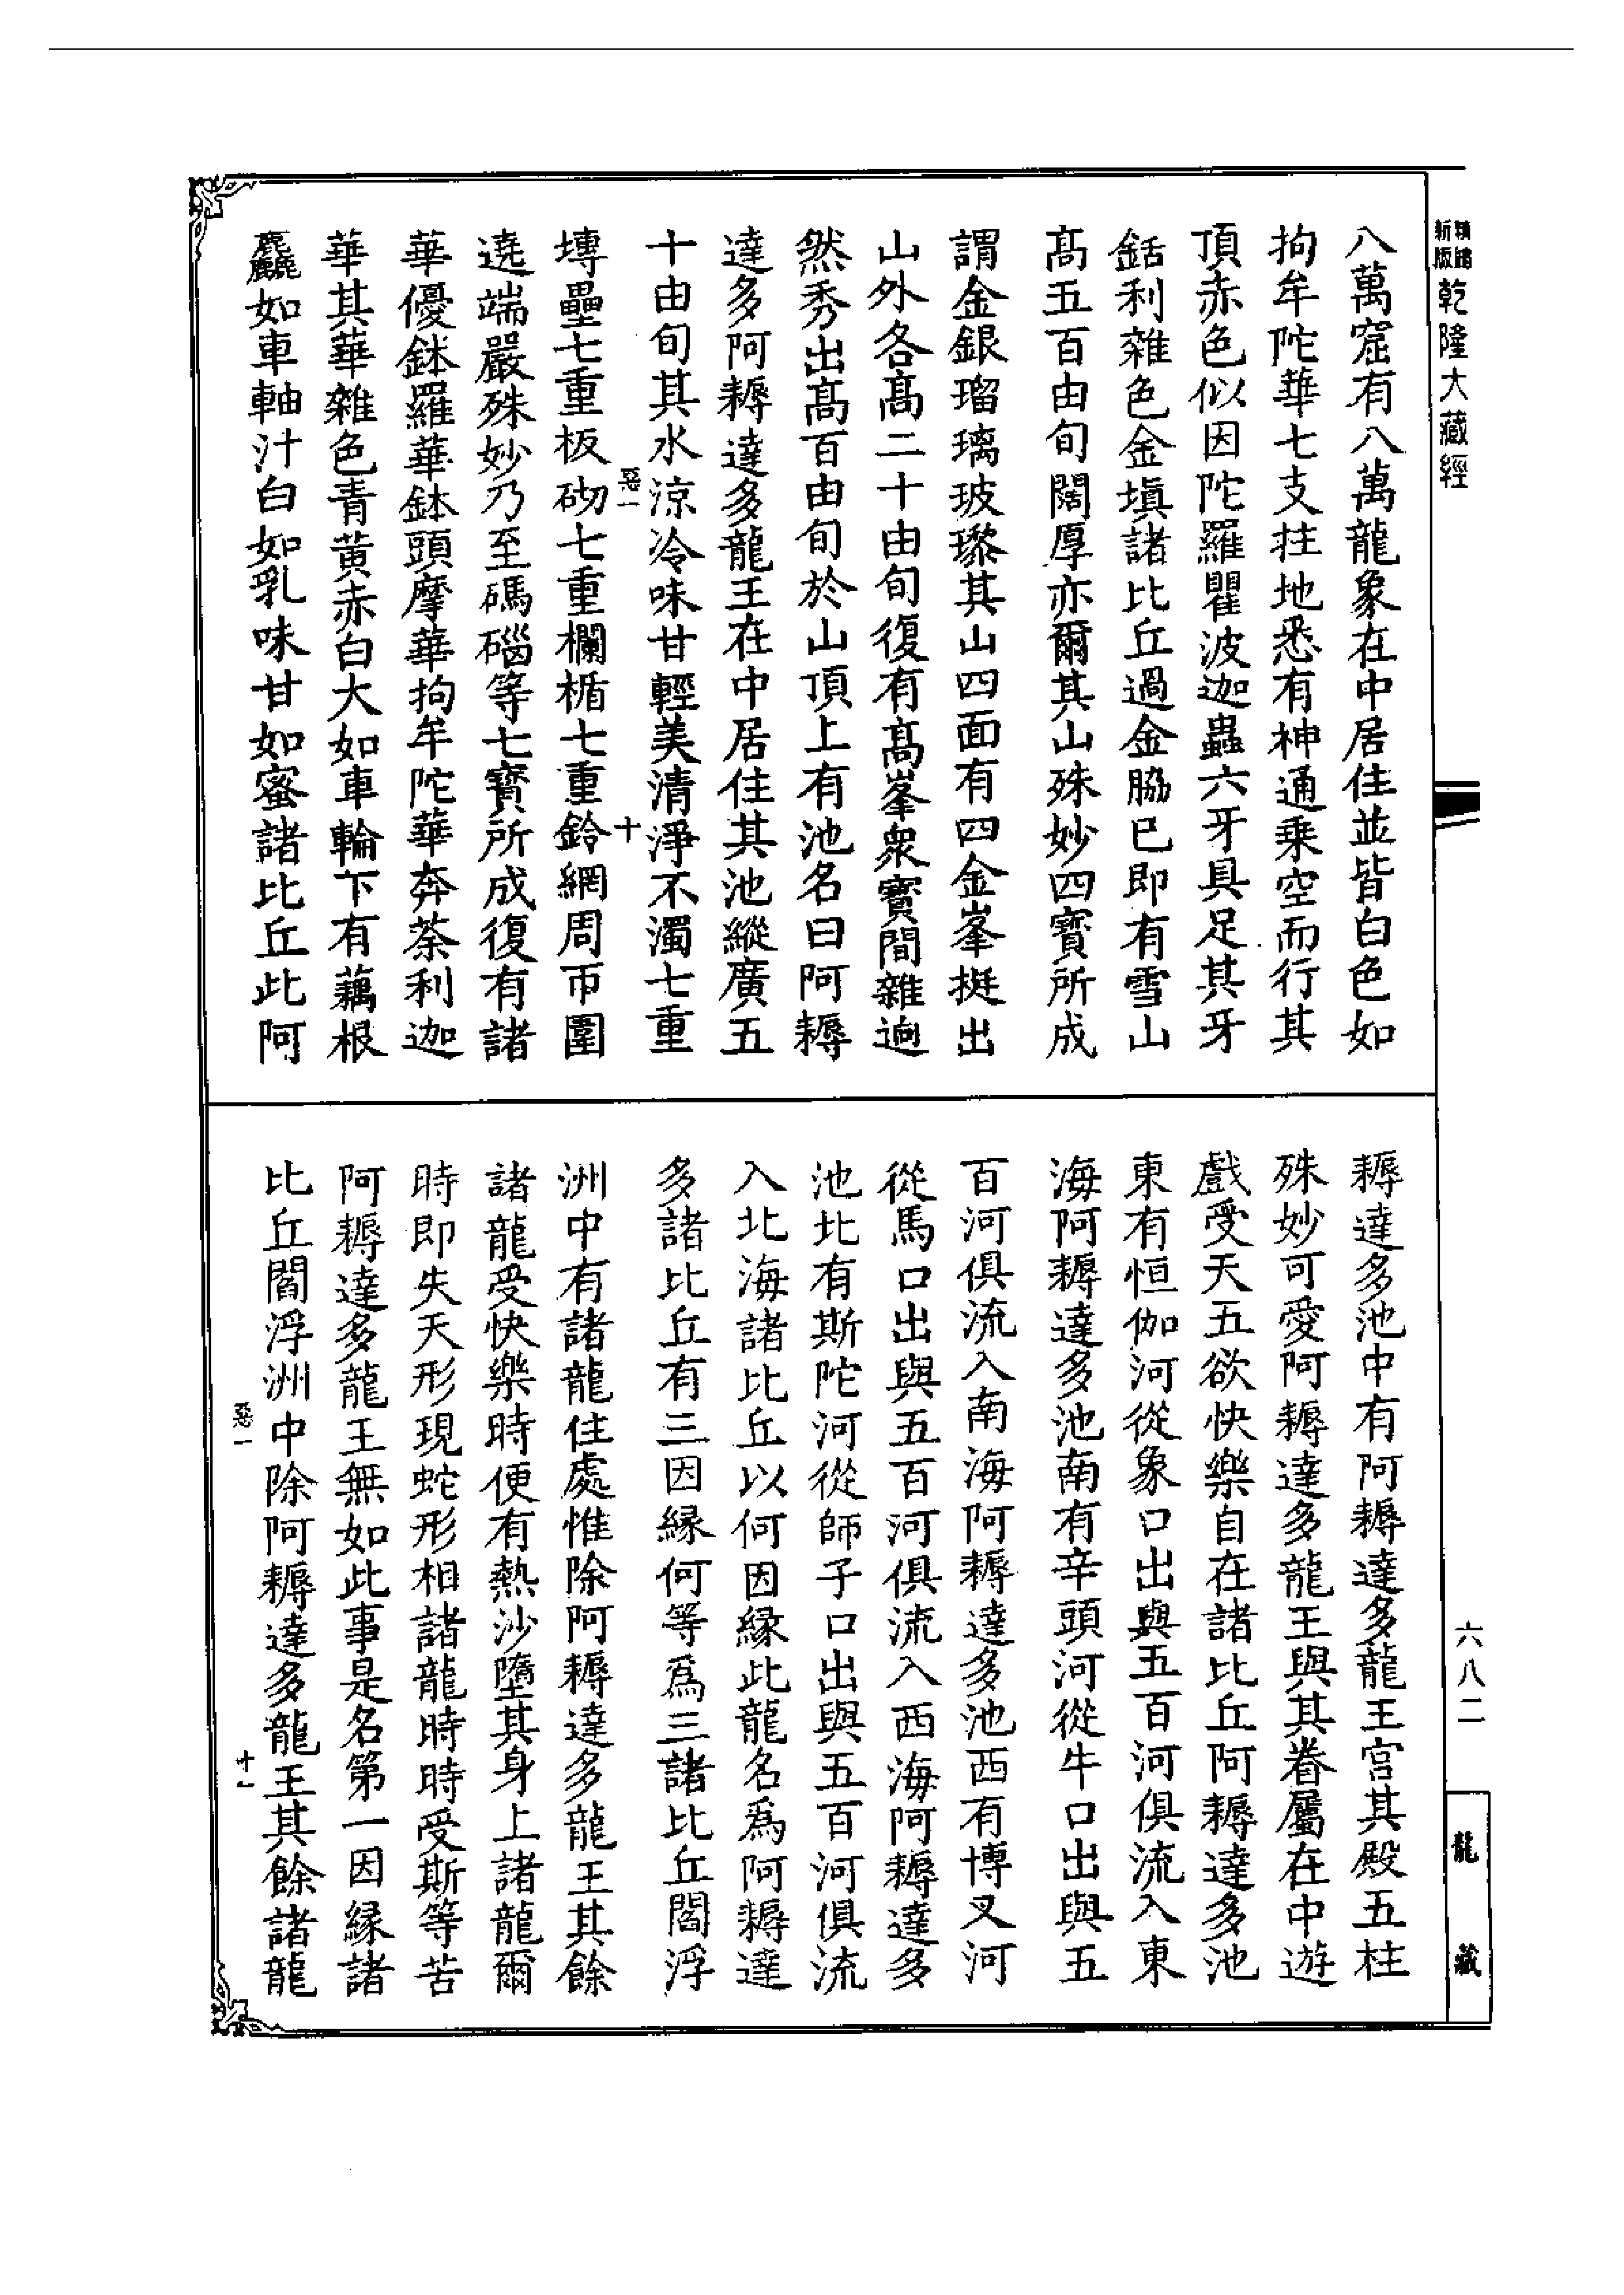 新版
精縮
乾隆大藏經
八萬窟有八萬龍象在中居住並皆白色如
拘牟陀華七支拄地悉有神通乗空而行其
頂赤色似因陀羅瞿波迦蟲六牙具足其牙
銛利雜色金塡諸比丘過金脇已即有雪山
髙五百由旬闊厚亦爾其山殊妙四寳所成
謂金銀瑠璃玻瓈其山四面有四金峯挺出
山外各髙二十由旬復有髙峯衆寳間雜逈
然秀出髙百由旬於山頂上有池名曰阿耨
達多阿耨達多龍王在中居住其池縱廣五
十由旬其水涼冷味甘輕美清淨不濁七重
塼壘七重板砌七重欄楯七重鈴網周帀圍
遶端嚴殊妙乃至碼碯等七寳所成復有諸
華優鉢羅華鉢頭摩華拘牟陀華奔荼利迦
華其華雜色青黃赤白大如車輪下有藕根
麤如車軸汁白如乳味甘如蜜諸比丘此阿
惡一
十
耨達多池中有阿耨達多龍王宮其殿五柱
殊妙可愛阿耨達多龍王與其眷屬在中遊
戲受天五欲快樂自在諸比丘阿耨達多池
東有恒伽河從象口出與五百河俱流入東
海阿耨達多池南有辛頭河從牛口出與五
百河俱流入南海阿耨達多池西有博叉河
從馬口出與五百河俱流入西海阿耨達多
池北有斯陀河從師子口出與五百河俱流
入北海諸比丘以何因緣此龍名爲阿耨達
多諸比丘有三因緣何等爲三諸比丘閻浮
洲中有諸龍住處惟除阿耨達多龍王其餘
諸龍受快樂時便有熱沙墮其身上諸龍爾
時即失天形現蛇形相諸龍時時受斯等苦
阿耨達多龍王無如此事是名第一因緣諸
比丘閻浮洲中除阿耨達多龍王其餘諸龍
惡一
十一
六八二
龍藏